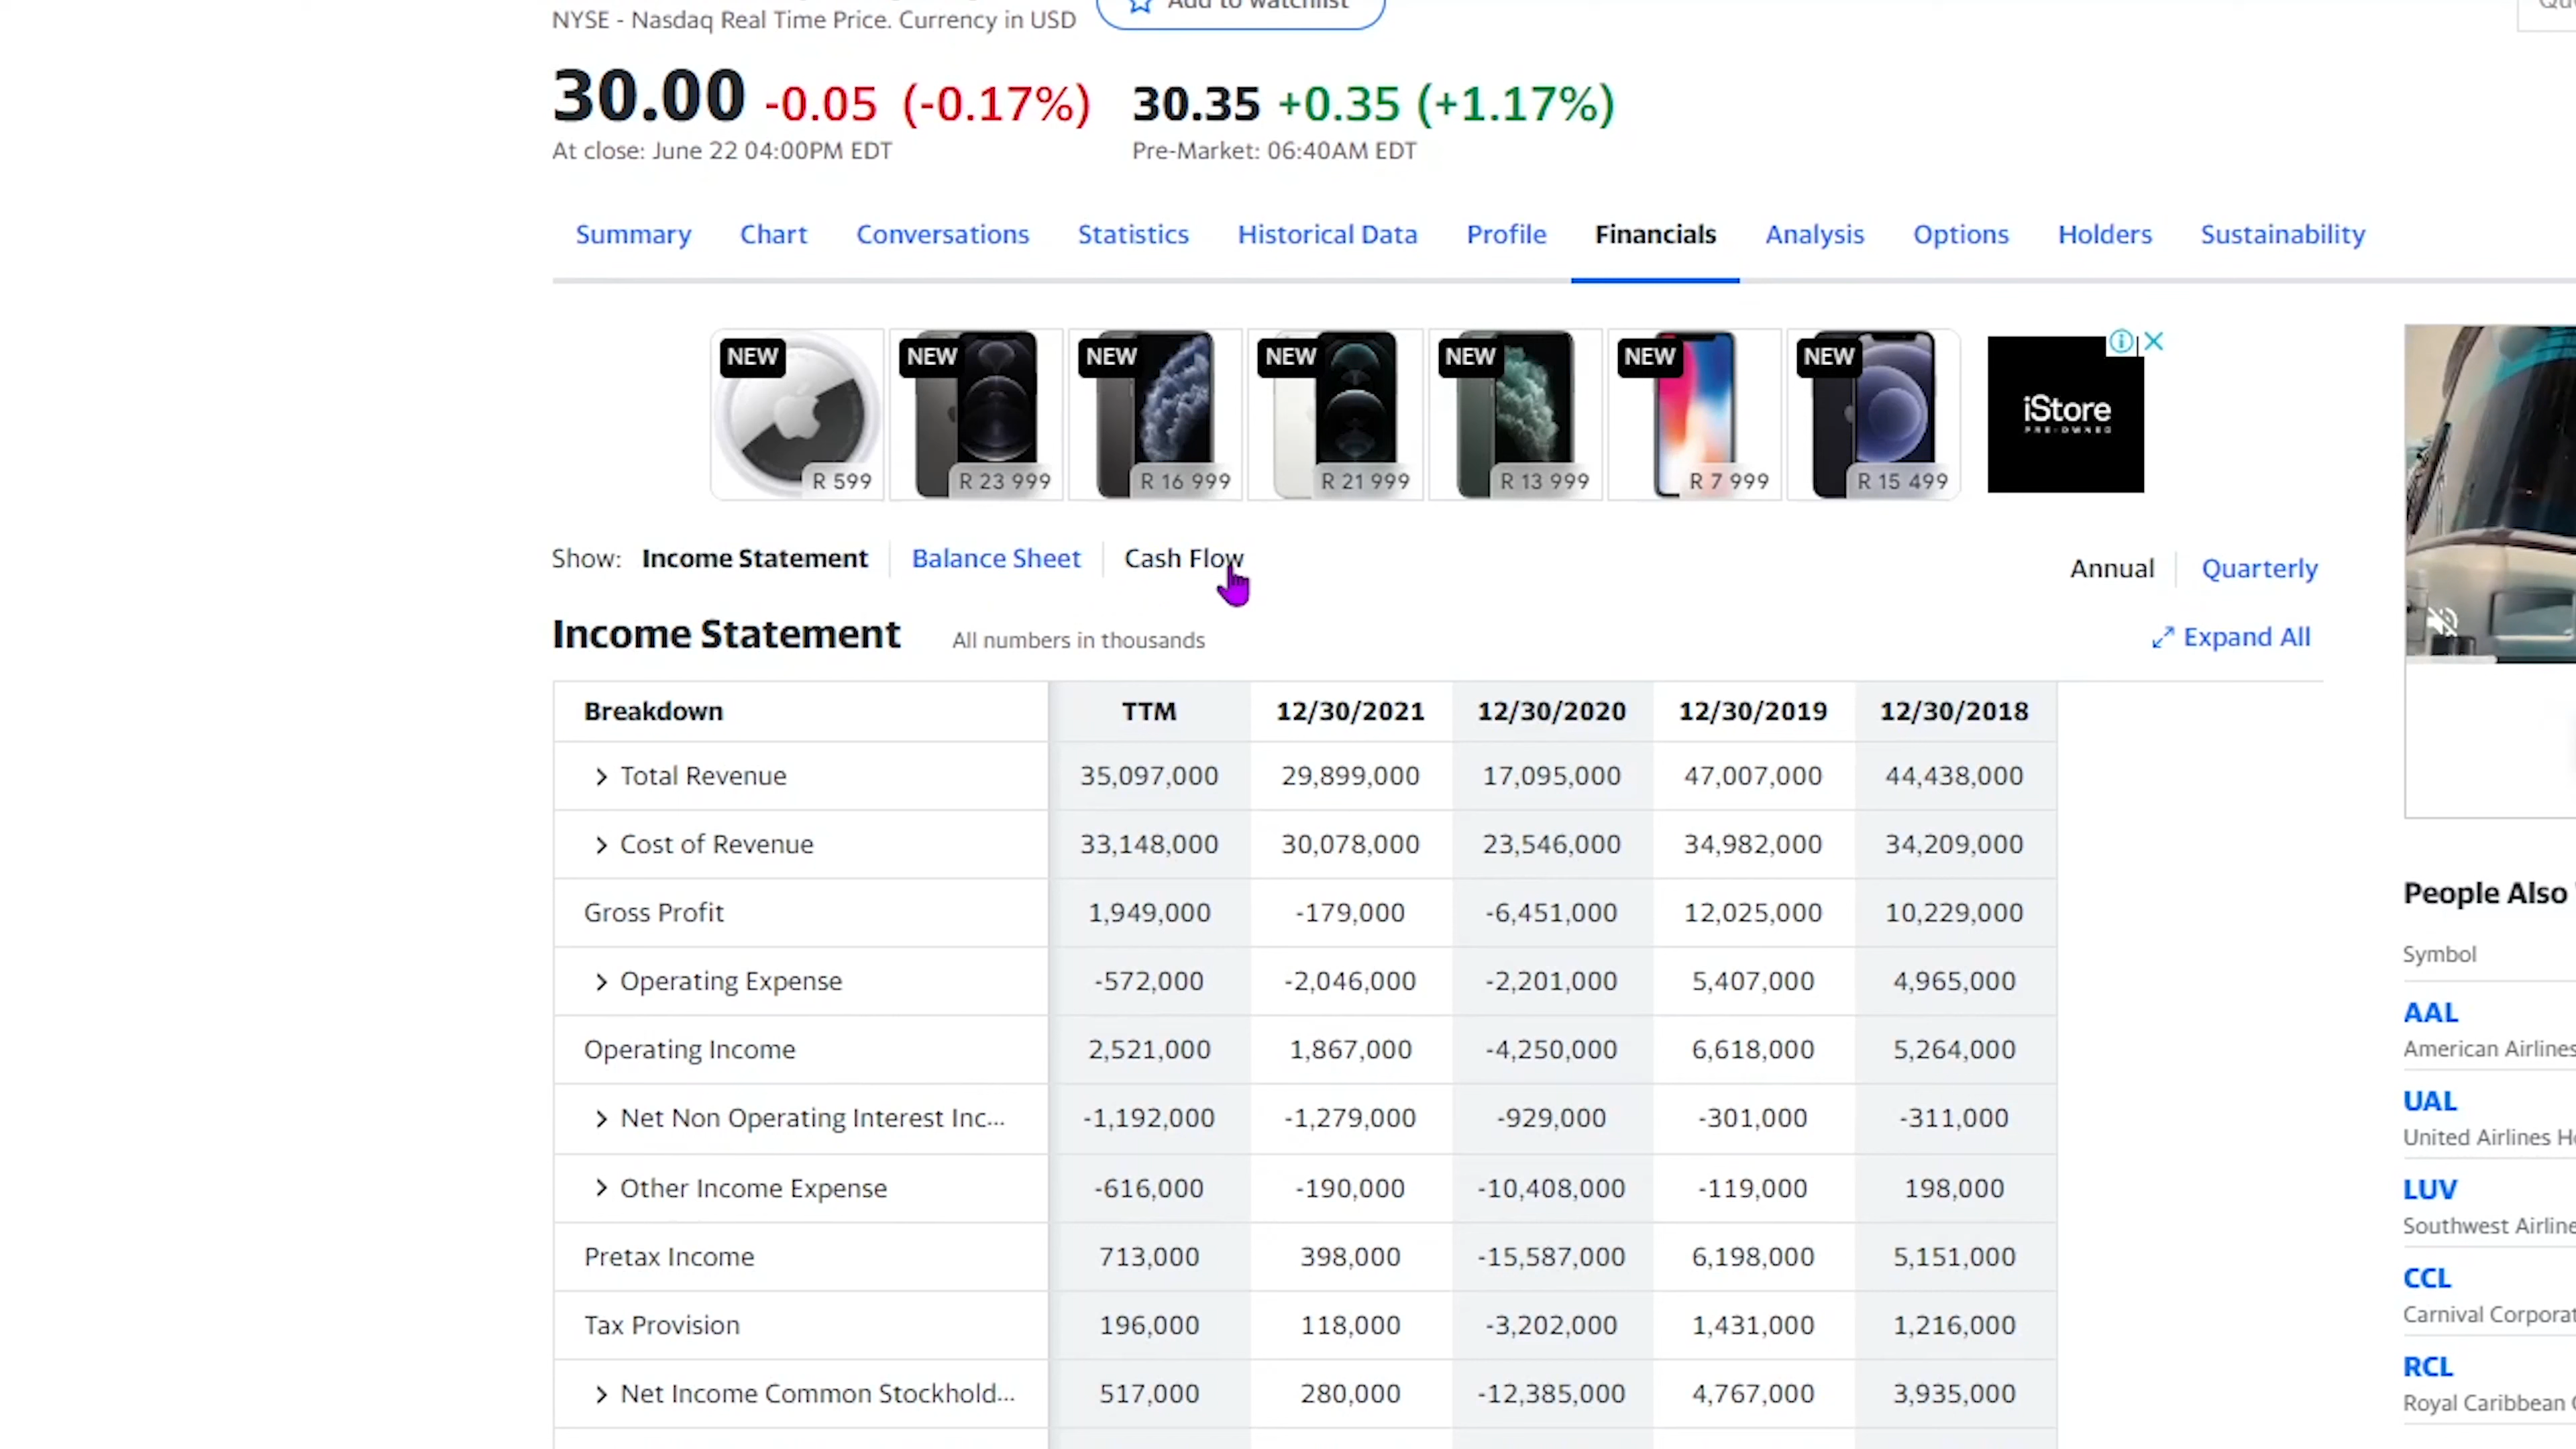 Add to watchlist
NYSE - Nasdaq Real Time Price. Currency in USD
30.00 -0.05 (-0.17%) 30.35 +0.35 (+1.17%)
At close: June 22 04:00PM EDT Pre-Market: 06:40AM EDT
Summary Chart Conversations Statistics Historical Data Profile Financials Analysis Options Holders Sustainability
NEW NEW NEW NEW NEW NEW NEW
iStore
PRE-OWNED
R 599 R 23 999 R 16 999 R 21 999 R 13 999 R 7 999 R 15 499
Show: Income Statement Balance Sheet Cash Flow Annual Quarterly
Income Statement All numbers in thousands Expand All
Breakdown TTM 12/30/2021 12/30/2020 12/30/2019 12/30/2018
Total Revenue 35,097,000 29,899,000 17,095,000 47,007,000 44,438,000
Cost of Revenue 33,148,000 30,078,000 23,546,000 34,982,000 34,209,000
Gross Profit 1,949,000 -179,000 -6,451,000 12,025,000 10,229,000
Operating Expense -572,000 -2,046,000 -2,201,000 5,407,000 4,965,000
Operating Income 2,521,000 1,867,000 -4,250,000 6,618,000 5,264,000
Net Non Operating Interest Inc... -1,192,000 -1,279,000 -929,000 -301,000 -311,000
Other Income Expense -616,000 -190,000 -10,408,000 -119,000 198,000
Pretax Income 713,000 398,000 -15,587,000 6,198,000 5,151,000
Tax Provision 196,000 118,000 -3,202,000 1,431,000 1,216,000
Net Income Common Stockhold... 517,000 280,000 -12,385,000 4,767,000 3,935,000
People Also
Symbol
AAL
American Airlines
UAL
United Airlines H
LUV
Southwest Airline
CCL
Carnival Corporat
RCL
Royal Caribbean